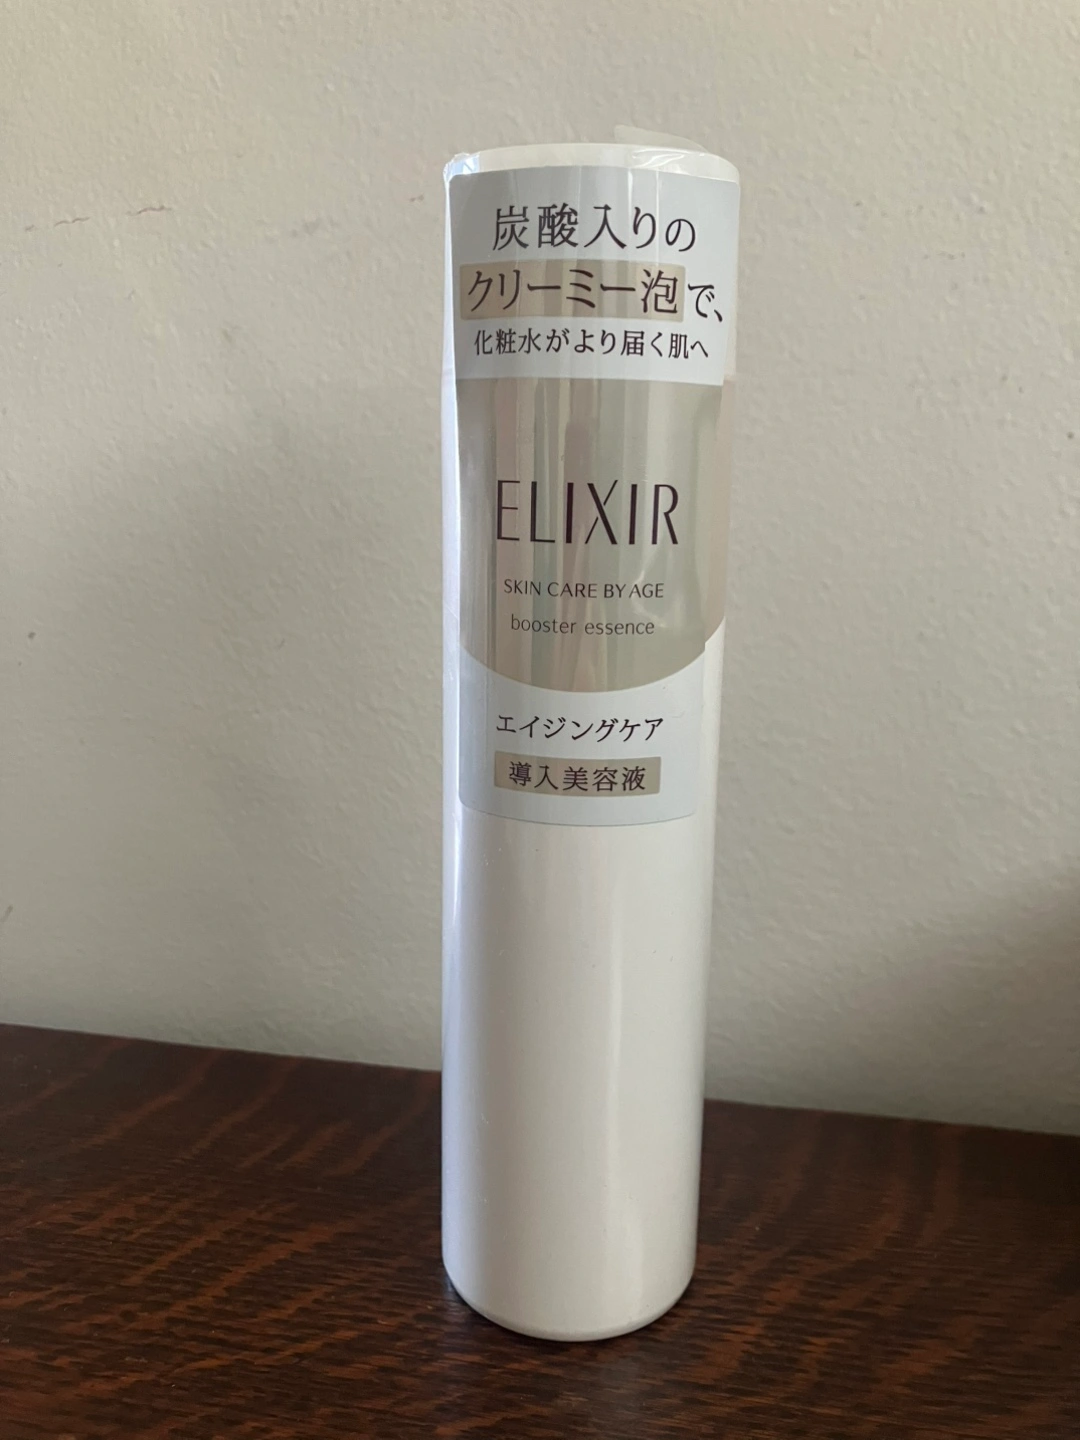 炭酸入りの
クリーミー泡で、
化粧水がより届く肌へ
ELIXIR
SKIN CARE BY AGE
booster essence
エイジングケア
導入美容液